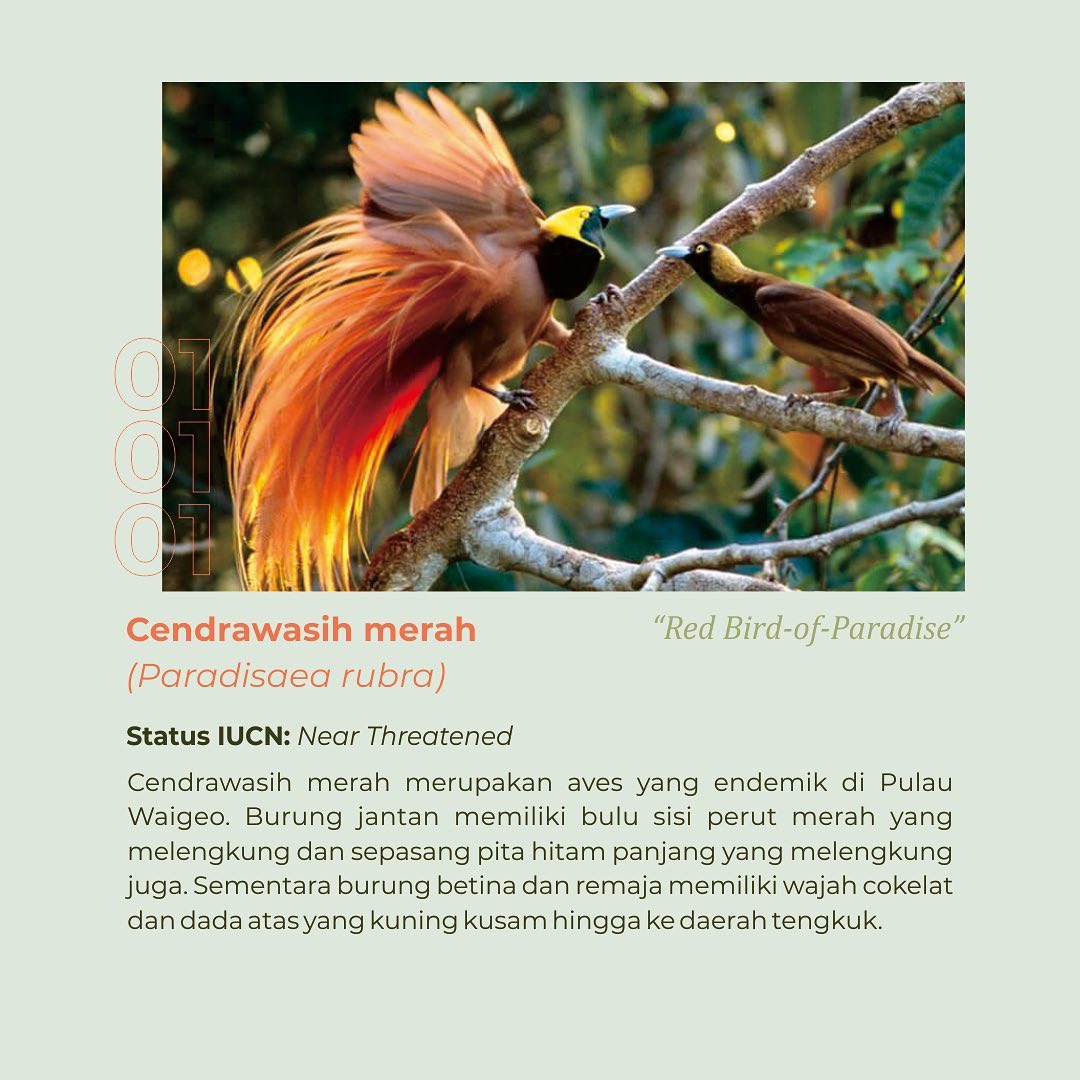 01
01
01
Cendrawasih merah
"Red Bird-of-Paradise"
(Paradisaea rubra)
Status IUCN: Near Threatened
Cendrawasih merah merupakan aves yang endemik di Pulau
Waigeo. Burung jantan memiliki bulu sisi perut merah yang
melengkung dan sepasang pita hitam panjang yang melengkung
juga. Sementara burung betina dan remaja memiliki wajah cokelat
dan dada atas yang kuning kusam hingga ke daerah tengkuk.